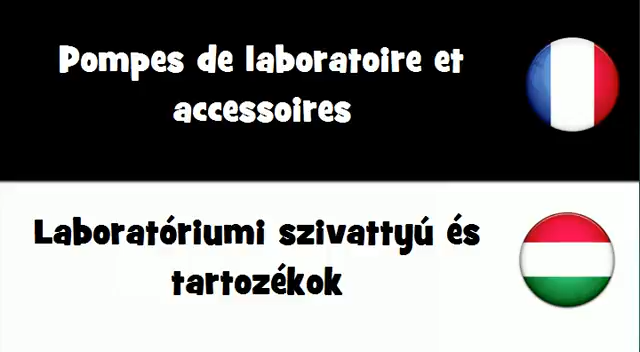 Pompes de laboratoire et
accessoires
Laboratóriumi szivattyú és
tartozékok